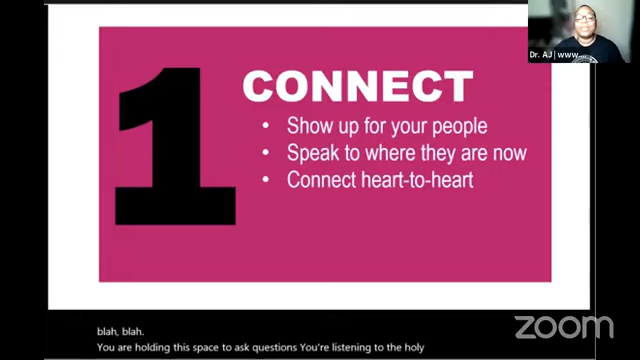 1
CONNECT
• Show up for your people
• Speak to where they are now
• Connect heart-to-heart
Dr. AJ | www....
blah, blah.
You are holding this space to ask questions You're listening to the holy
zoom